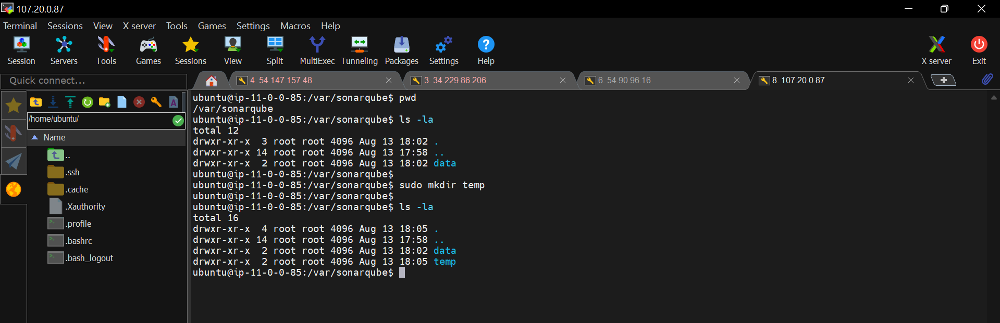 107.20.0.87
Terminal Sessions View X server Tools Games Settings Macros Help
Session Servers Tools Games Sessions View Split MultiExec Tunneling Packages Settings Help X server Exit
Quick connect...
4. 54.147.157.48
3. 34.229.86.206
6. 54.90.96.16
8. 107.20.0.87
/home/ubuntu/
Name
..
.ssh
.cache
.Xauthority
.profile
.bashrc
.bash_logout
ubuntu@ip-11-0-0-85:/var/sonarqube$ pwd
/var/sonarqube
ubuntu@ip-11-0-0-85:/var/sonarqube$ ls -la
total 12
drwxr-xr-x  3 root root 4096 Aug 13 18:02 .
drwxr-xr-x 14 root root 4096 Aug 13 17:58 ..
drwxr-xr-x  2 root root 4096 Aug 13 18:02 data
ubuntu@ip-11-0-0-85:/var/sonarqube$
ubuntu@ip-11-0-0-85:/var/sonarqube$ sudo mkdir temp
ubuntu@ip-11-0-0-85:/var/sonarqube$
ubuntu@ip-11-0-0-85:/var/sonarqube$ ls -la
total 16
drwxr-xr-x  4 root root 4096 Aug 13 18:05 .
drwxr-xr-x 14 root root 4096 Aug 13 17:58 ..
drwxr-xr-x  2 root root 4096 Aug 13 18:02 data
drwxr-xr-x  2 root root 4096 Aug 13 18:05 temp
ubuntu@ip-11-0-0-85:/var/sonarqube$